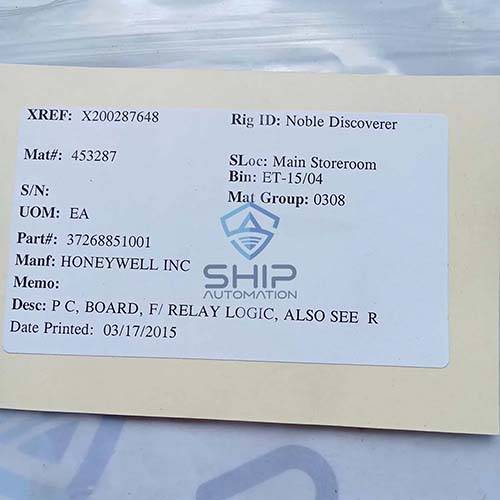 XREF: X200287648 Rig ID: Noble Discoverer
Mat#: 453287 SLoc: Main Storeroom
Bin: ET-15/04
S/N: Mat Group: 0308
UOM: EA
Part#: 37268851001
Manf: HONEYWELL INC
SHIP
AUTOMATION
Memo:
Desc: P C, BOARD, F/ RELAY LOGIC, ALSO SEE R
Date Printed: 03/17/2015